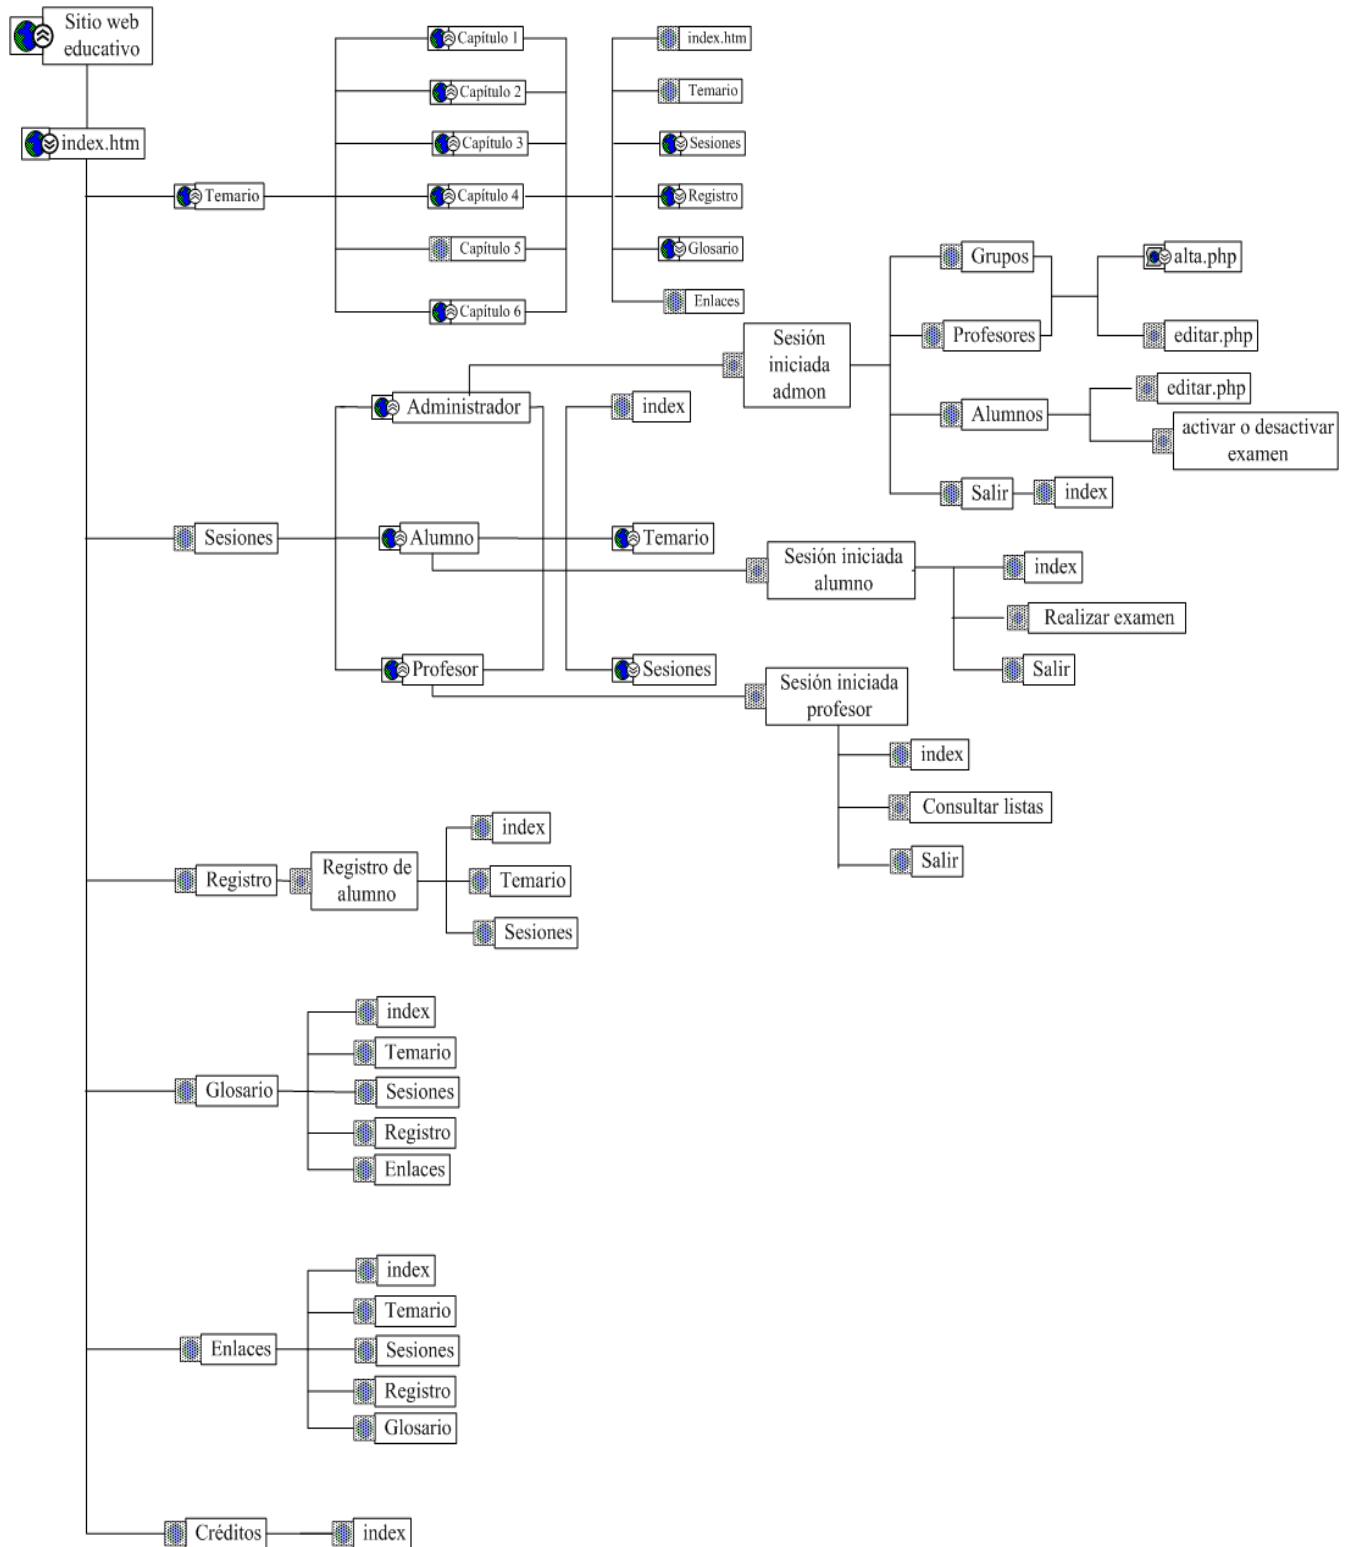 Sitio web
educativo
index.htm
Temario
Capítulo 1
Capítulo 2
Capítulo 3
Capítulo 4
Capítulo 5
Capítulo 6
index.htm
Temario
Sesiones
Registro
Glosario
Enlaces
Sesiones
Administrador
Alumno
Profesor
index
Temario
Sesiones
Sesión
iniciada
admon
Grupos
Profesores
alta.php
editar.php
Alumnos
editar.php
activar o desactivar
examen
Salir
index
Sesión iniciada
alumno
index
Realizar examen
Salir
Sesión iniciada
profesor
index
Consultar listas
Salir
Registro
Registro de
alumno
index
Temario
Sesiones
Glosario
index
Temario
Sesiones
Registro
Enlaces
Enlaces
index
Temario
Sesiones
Registro
Glosario
Créditos
index